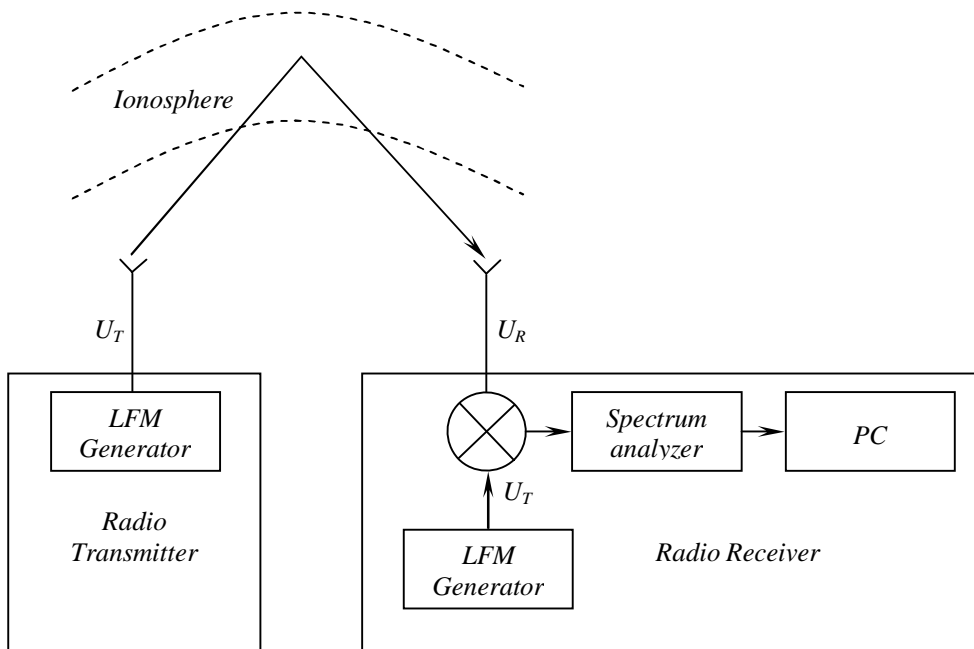 Ionosphere
U_T
U_R
LFM
Generator
Spectrum
analyzer
PC
U_T
Radio
Transmitter
LFM
Generator
Radio Receiver